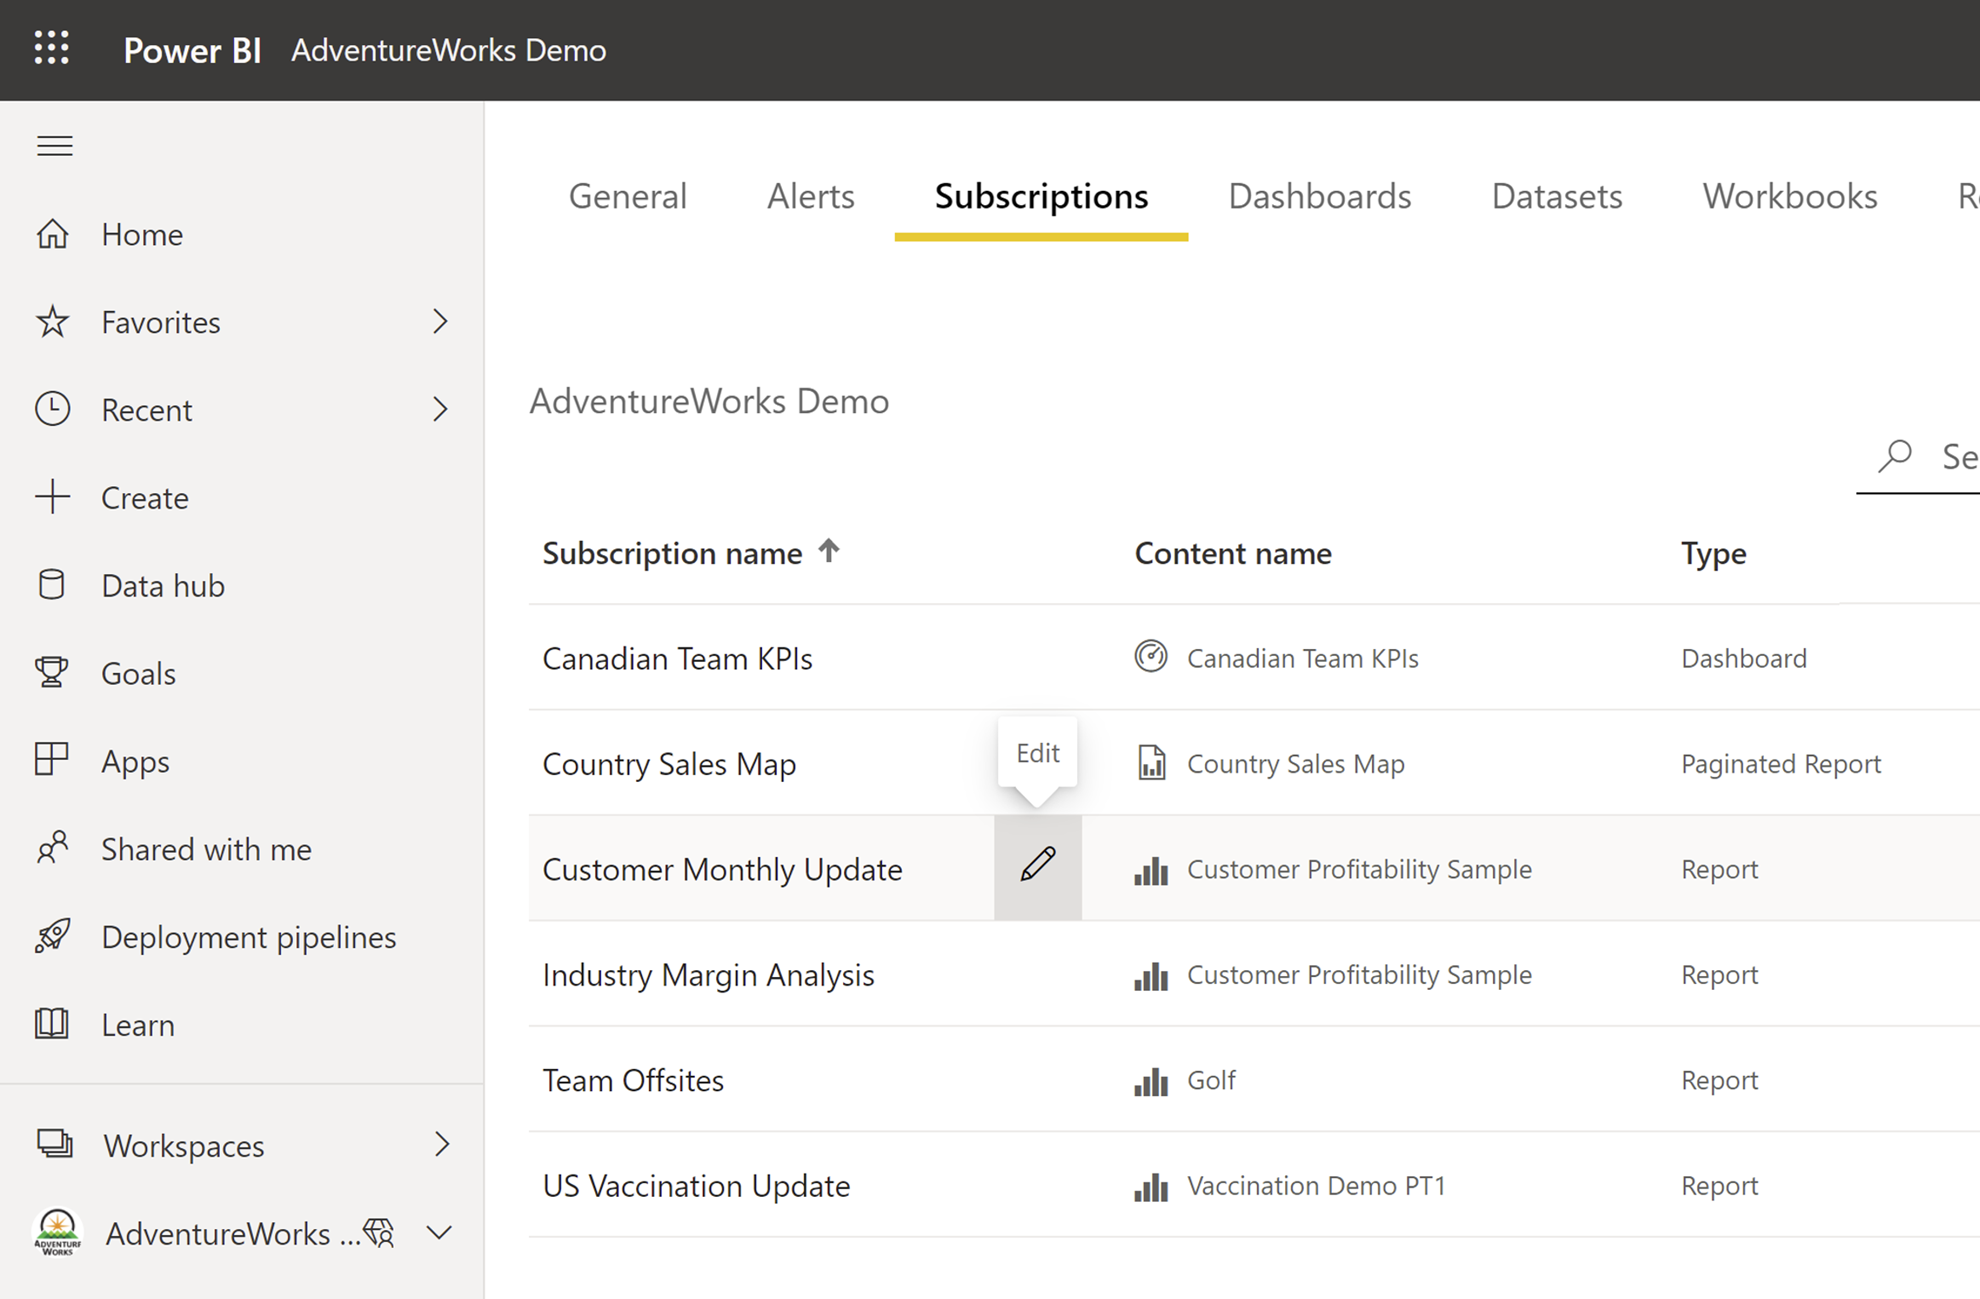 Power BI AdventureWorks Demo
General Alerts Subscriptions Dashboards Datasets Workbooks
Home
Favorites
Recent
Create
Data hub
Goals
Apps
Shared with me
Deployment pipelines
Learn
Workspaces
AdventureWorks ...
ADVENTURE
WORKS
AdventureWorks Demo
Se
Subscription name Content name Type
Canadian Team KPIs Canadian Team KPIs Dashboard
Edit
Country Sales Map Country Sales Map Paginated Report
Customer Monthly Update Customer Profitability Sample Report
Industry Margin Analysis Customer Profitability Sample Report
Team Offsites Golf Report
US Vaccination Update Vaccination Demo PT1 Report